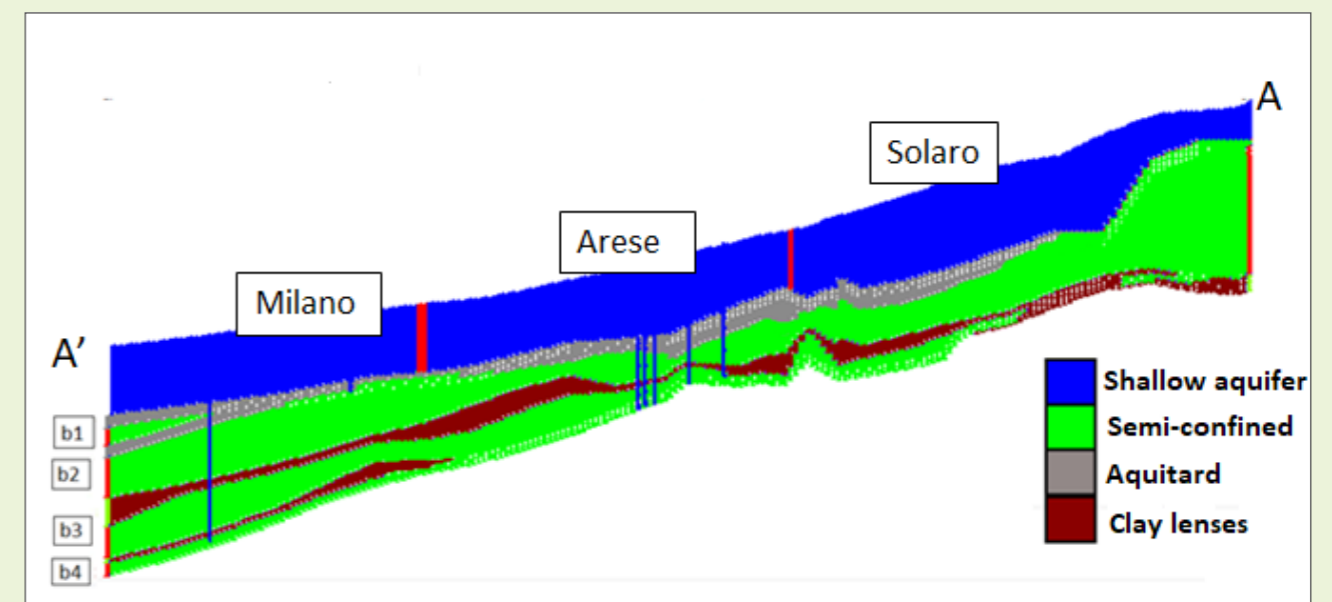 A
Solaro
Arese
Milano
A’
b1
b2
b3
b4
Shallow aquifer
Semi-confined
Aquitard
Clay lenses